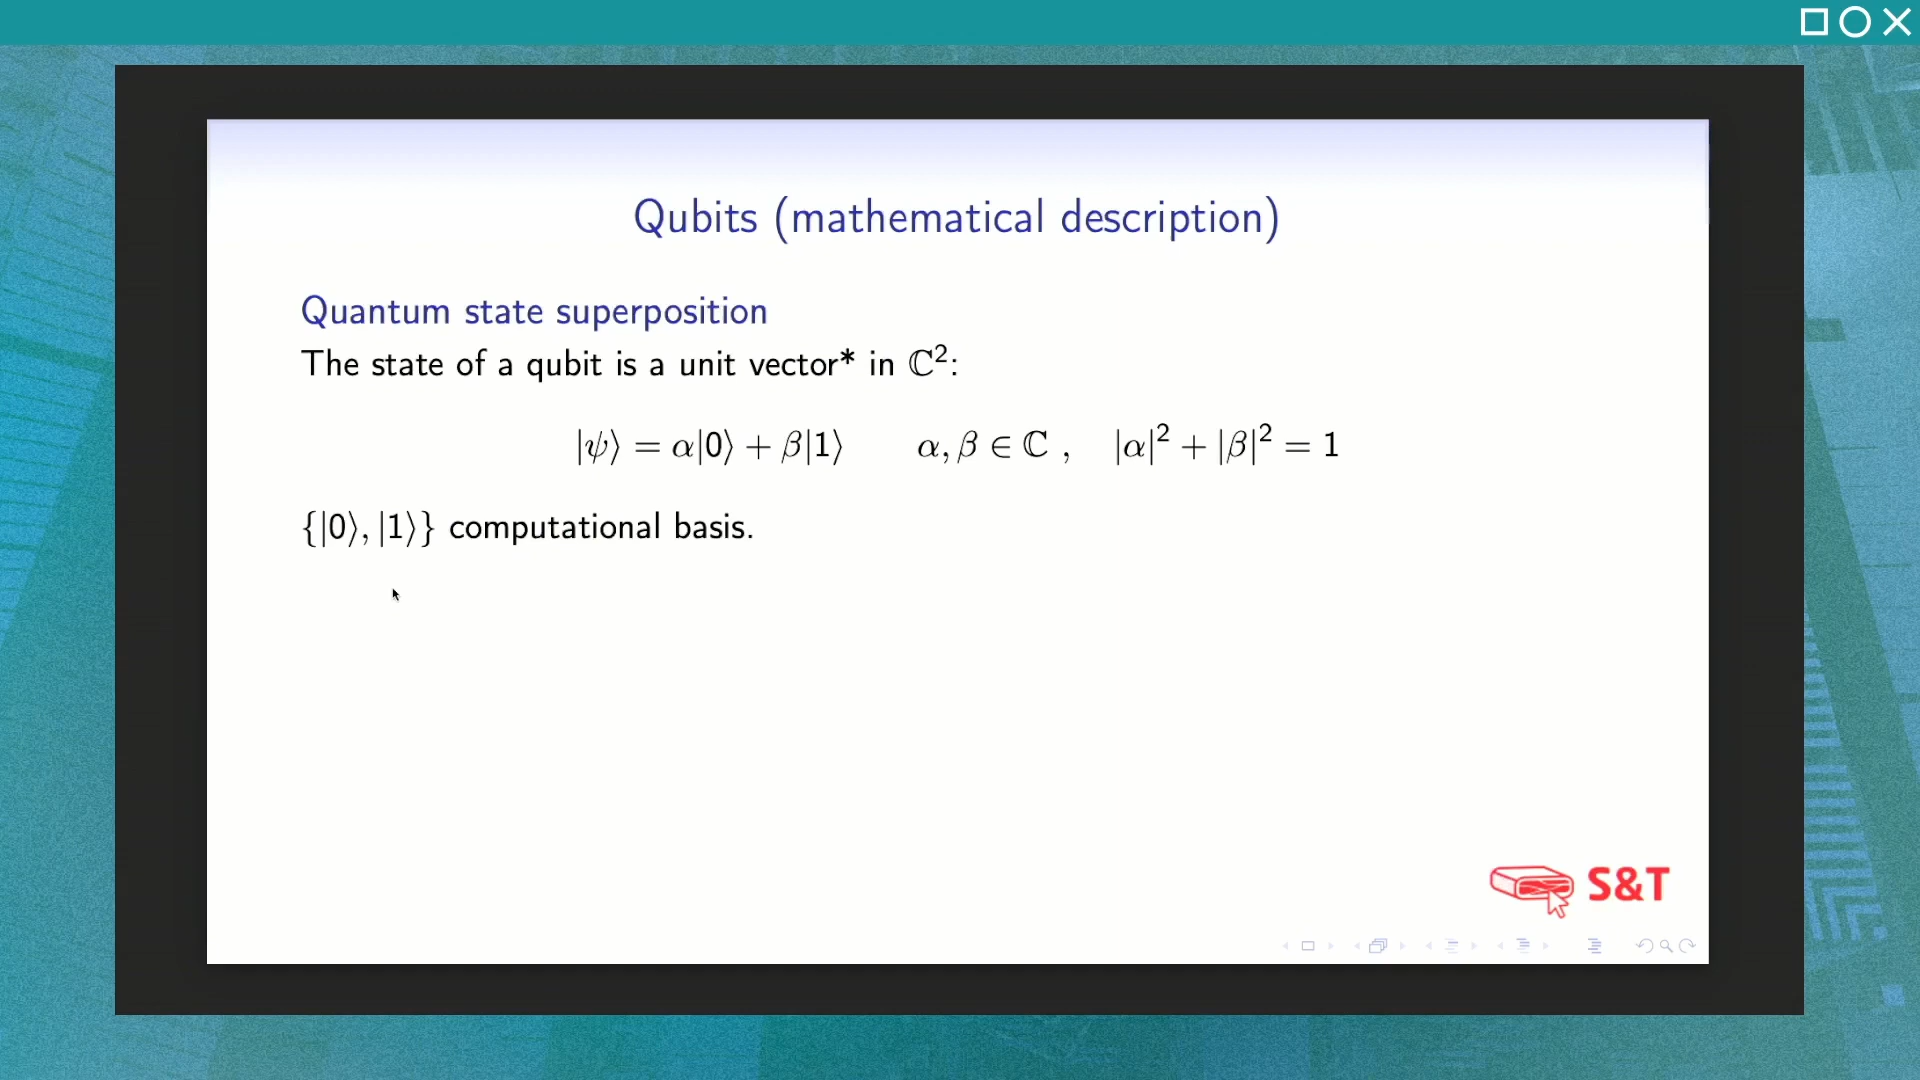 Qubits (mathematical description)
Quantum state superposition
The state of a qubit is a unit vector* in ℂ²:
|ψ⟩ = α|0⟩ + β|1⟩   α, β ∈ ℂ ,   |α|² + |β|² = 1
{|0⟩, |1⟩} computational basis.
S&T